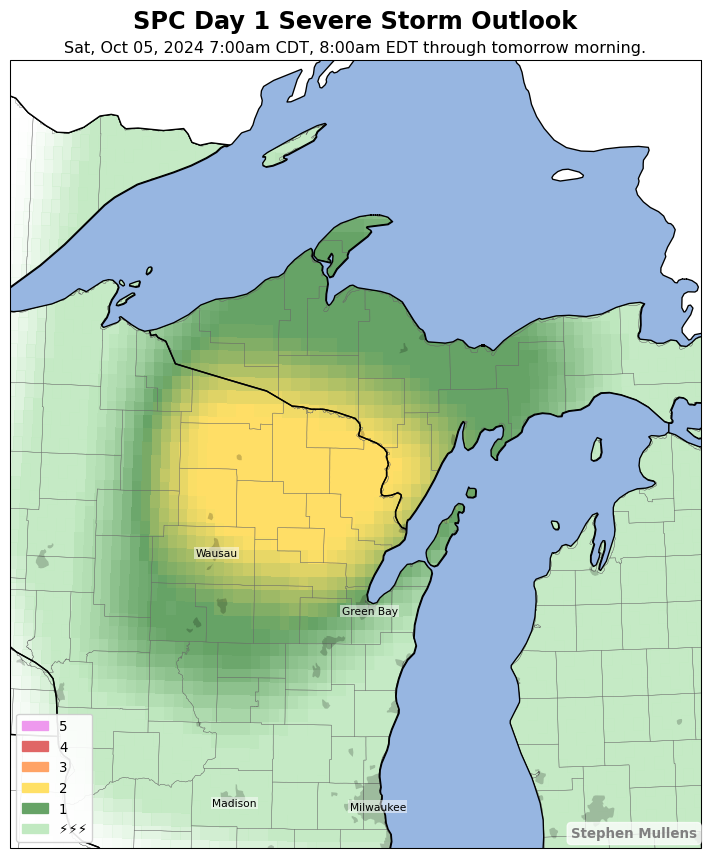 SPC Day 1 Severe Storm Outlook
Sat, Oct 05, 2024 7:00am CDT, 8:00am EDT through tomorrow morning.
Wausau
Green Bay
5
4
3
2
1
⚡⚡⚡
Madison
Milwaukee
Stephen Mullens